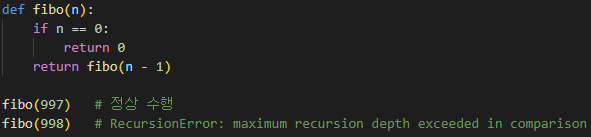 def fibo(n):
    if n == 0:
        return 0
    return fibo(n - 1)

fibo(997)   # 정상 수행
fibo(998)   # RecursionError: maximum recursion depth exceeded in comparison